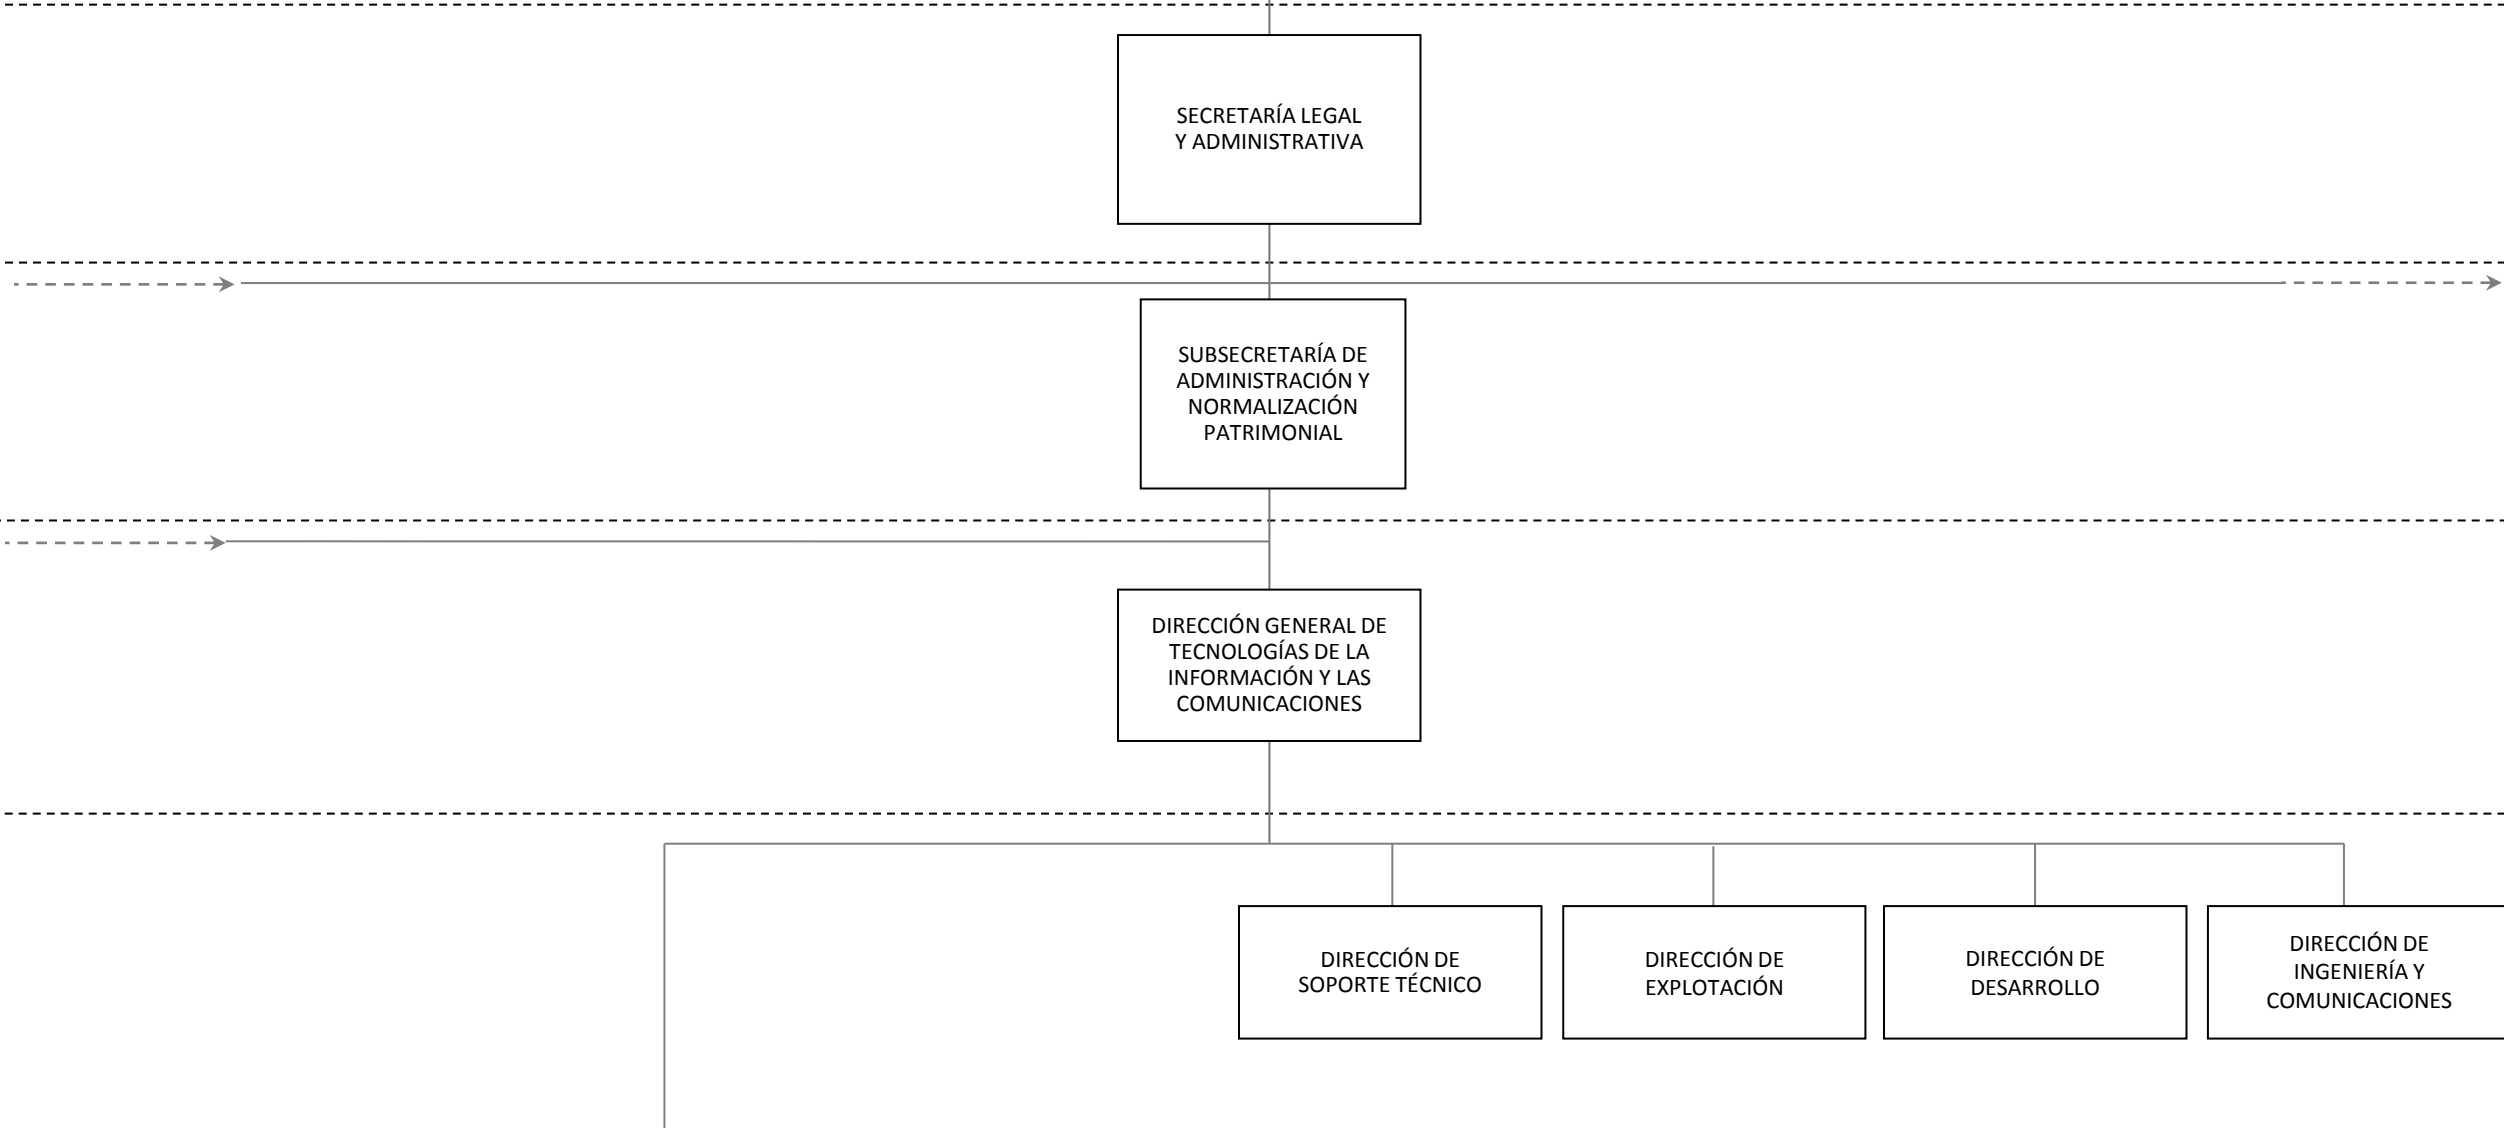 SECRETARÍA LEGAL
Y ADMINISTRATIVA
SUBSECRETARÍA DE
ADMINISTRACIÓN Y
NORMALIZACIÓN
PATRIMONIAL
DIRECCIÓN GENERAL DE
TECNOLOGÍAS DE LA
INFORMACIÓN Y LAS
COMUNICACIONES
DIRECCIÓN DE
SOPORTE TÉCNICO
DIRECCIÓN DE
EXPLOTACIÓN
DIRECCIÓN DE
DESARROLLO
DIRECCIÓN DE
INGENIERÍA Y
COMUNICACIONES